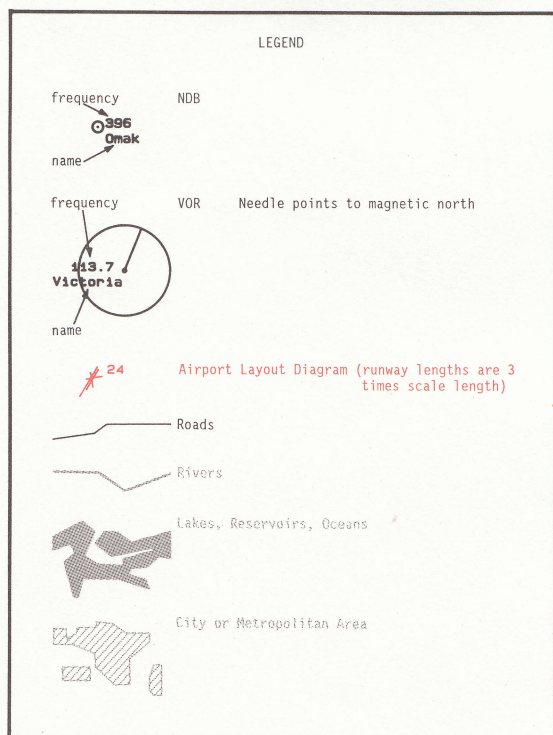 LEGEND
frequency NDB
396
Omak
name
frequency VOR Needle points to magnetic north
113.7
Victoria
name
24 Airport Layout Diagram (runway lengths are 3
times scale length)
Roads
Rivers
Lakes, Reservoirs, Oceans
City or Metropolitan Area